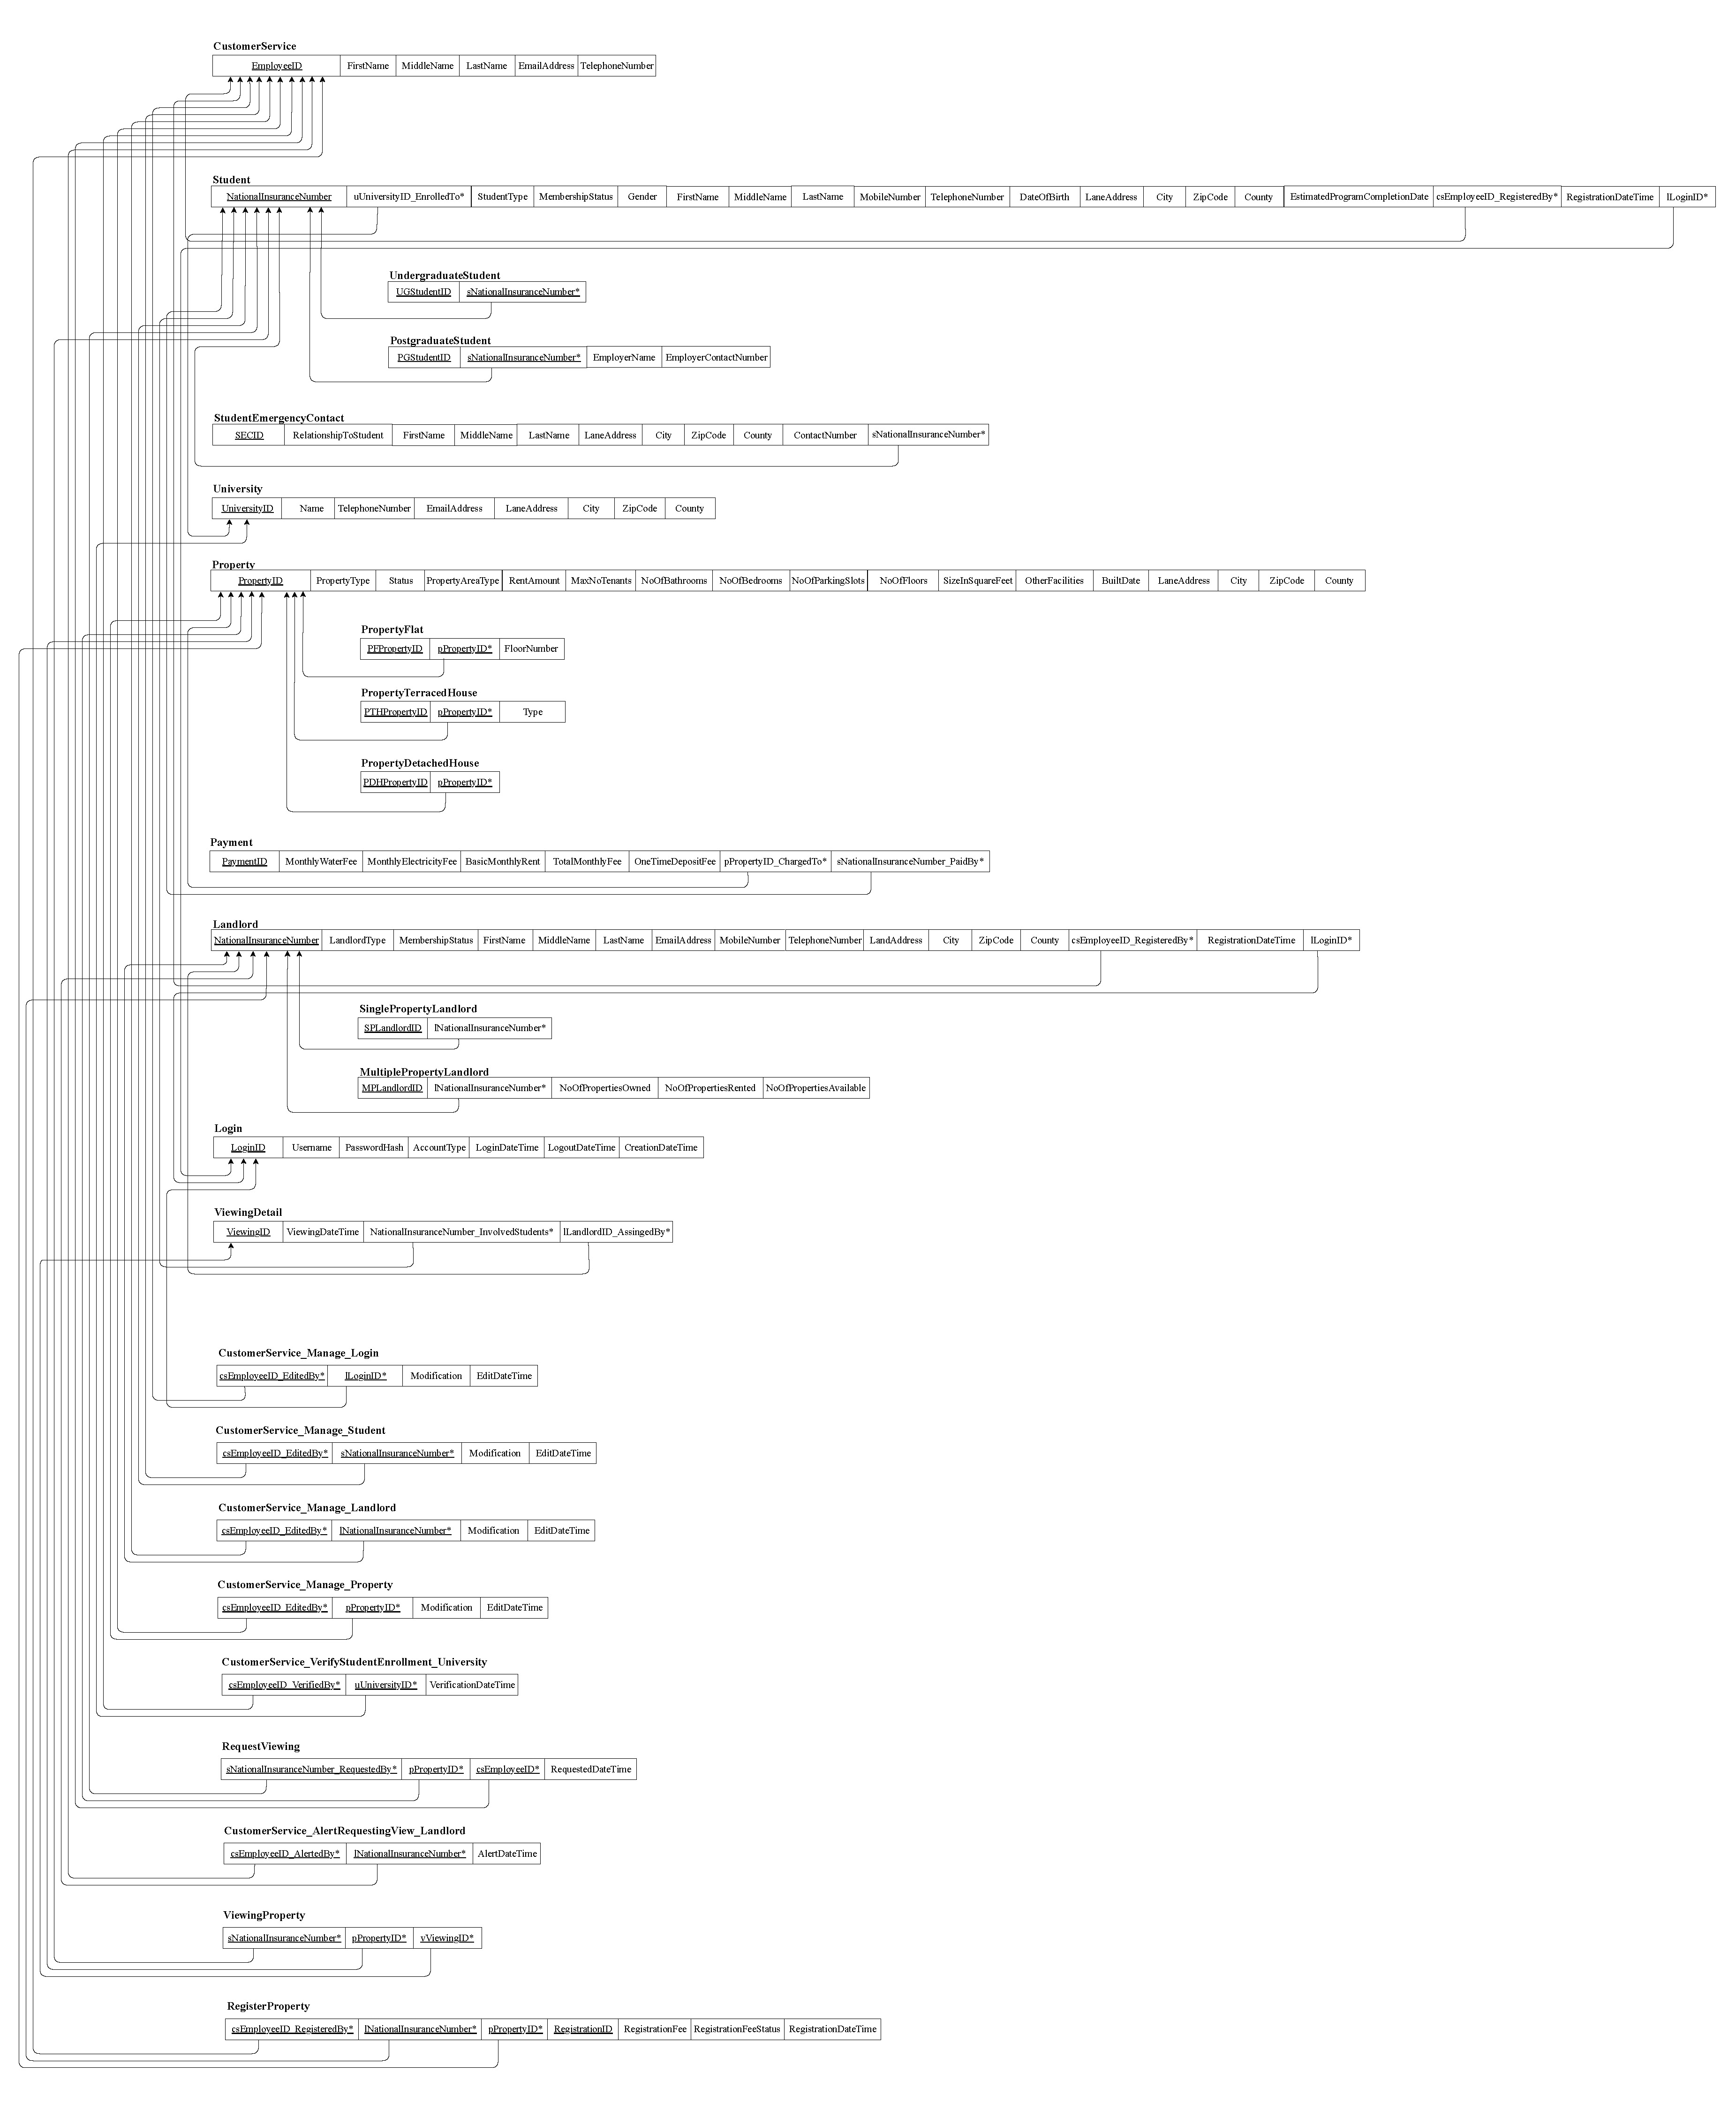 CustomerService
EmployeeID FirstName MiddleName LastName EmailAddress TelephoneNumber
Student
NationalInsuranceNumber uUniversityID_EnrolledTo* StudentType MembershipStatus Gender FirstName MiddleName LastName MobileNumber TelephoneNumber DateOfBirth LaneAddress City ZipCode County EstimatedProgramCompletionDate csEmployeeID_RegisteredBy* RegistrationDateTime lLoginID*
UndergraduateStudent
UGStudentID sNationalInsuranceNumber*
PostgraduateStudent
PGStudentID sNationalInsuranceNumber* EmployerName EmployerContactNumber
StudentEmergencyContact
SECID RelationshipToStudent FirstName MiddleName LastName LaneAddress City ZipCode County ContactNumber sNationalInsuranceNumber*
University
UniversityID Name TelephoneNumber EmailAddress LaneAddress City ZipCode County
Property
PropertyID PropertyType Status PropertyAreaType RentAmount MaxNoTenants NoOfBathrooms NoOfBedrooms NoOfParkingSlots NoOfFloors SizeInSquareFeet OtherFacilities BuiltDate LaneAddress City ZipCode County
PropertyFlat
PFPropertyID pPropertyID* FloorNumber
PropertyTerracedHouse
PTHPropertyID pPropertyID* Type
PropertyDetachedHouse
PDHPropertyID pPropertyID*
Payment
PaymentID MonthlyWaterFee MonthlyElectricityFee BasicMonthlyRent TotalMonthlyFee OneTimeDepositFee pPropertyID_ChargedTo* sNationalInsuranceNumber_PaidBy*
Landlord
NationalInsuranceNumber LandlordType MembershipStatus FirstName MiddleName LastName EmailAddress MobileNumber TelephoneNumber LandAddress City ZipCode County csEmployeeID_RegisteredBy* RegistrationDateTime lLoginID*
SinglePropertyLandlord
SPLandlordID lNationalInsuranceNumber*
MultiplePropertyLandlord
MPLandlordID lNationalInsuranceNumber* NoOfPropertiesOwned NoOfPropertiesRented NoOfPropertiesAvailable
Login
LoginID Username PasswordHash AccountType LoginDateTime LogoutDateTime CreationDateTime
ViewingDetail
ViewingID ViewingDateTime NationalInsuranceNumber_InvolvedStudents* lLandlordID_AssingedBy*
CustomerService_Manage_Login
csEmployeeID_EditedBy* lLoginID* Modification EditDateTime
CustomerService_Manage_Student
csEmployeeID_EditedBy* sNationalInsuranceNumber* Modification EditDateTime
CustomerService_Manage_Landlord
csEmployeeID_EditedBy* lNationalInsuranceNumber* Modification EditDateTime
CustomerService_Manage_Property
csEmployeeID_EditedBy* pPropertyID* Modification EditDateTime
CustomerService_VerifyStudentEnrollment_University
csEmployeeID_VerifiedBy* uUniversityID* VerificationDateTime
RequestViewing
sNationalInsuranceNumber_RequestedBy* pPropertyID* csEmployeeID* RequestedDateTime
CustomerService_AlertRequestingView_Landlord
csEmployeeID_AlertedBy* lNationalInsuranceNumber* AlertDateTime
ViewingProperty
sNationalInsuranceNumber* pPropertyID* vViewingID*
RegisterProperty
csEmployeeID_RegisteredBy* lNationalInsuranceNumber* pPropertyID* RegistrationID RegistrationFee RegistrationFeeStatus RegistrationDateTime